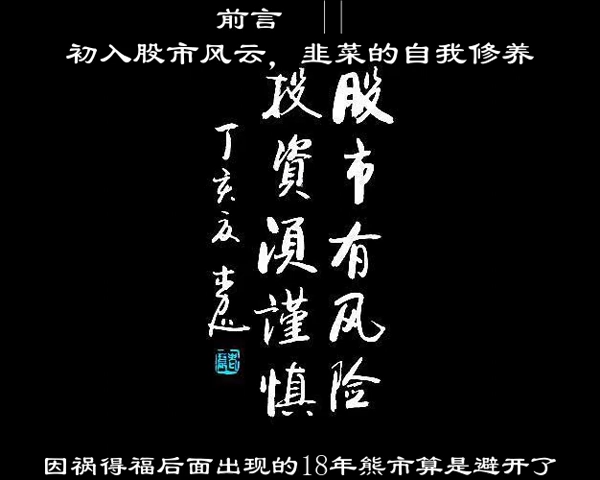 前言
初入股市风云，韭菜的自我修养
股市有风险
投资須謹慎
丁亥夏
因祸得福后面出现的18年熊市算是避开了